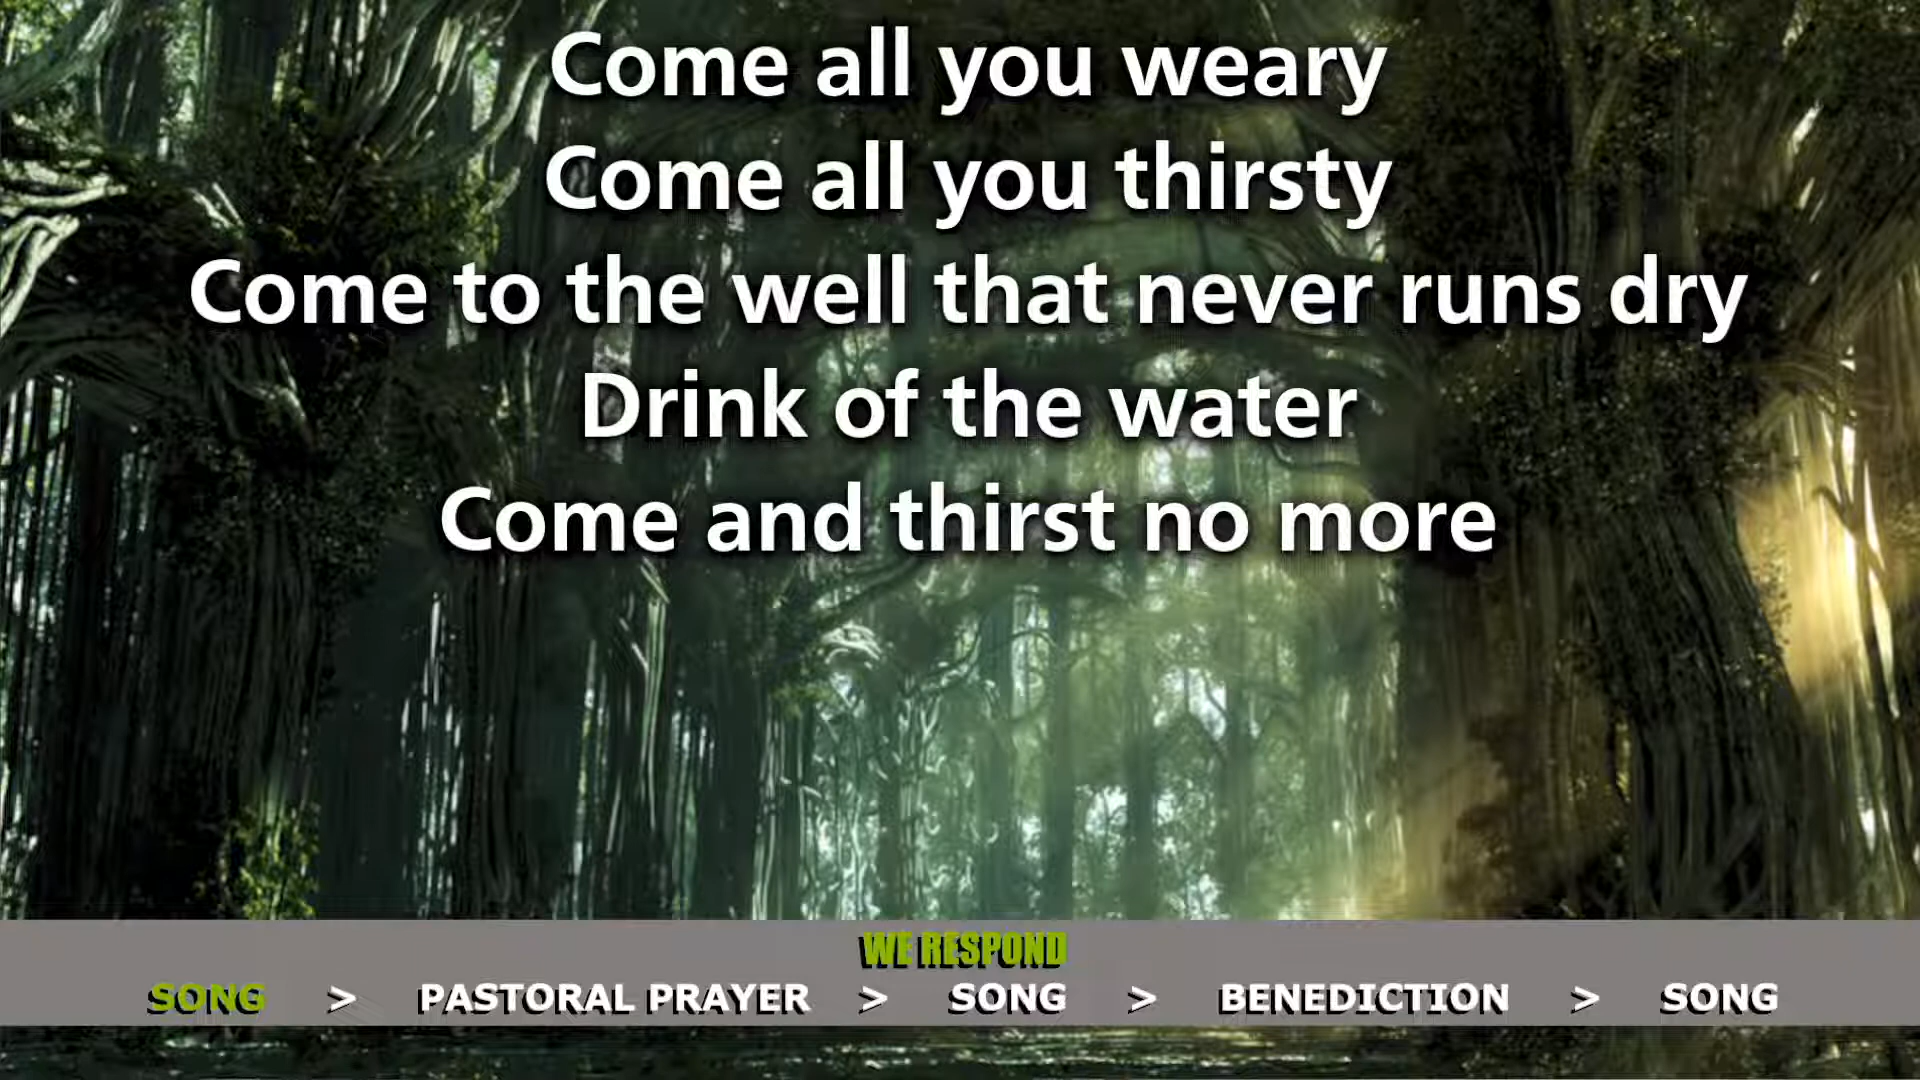 Come all you weary
Come all you thirsty
Come to the well that never runs dry
Drink of the water
Come and thirst no more
WE RESPOND
SONG > PASTORAL PRAYER > SONG > BENEDICTION > SONG